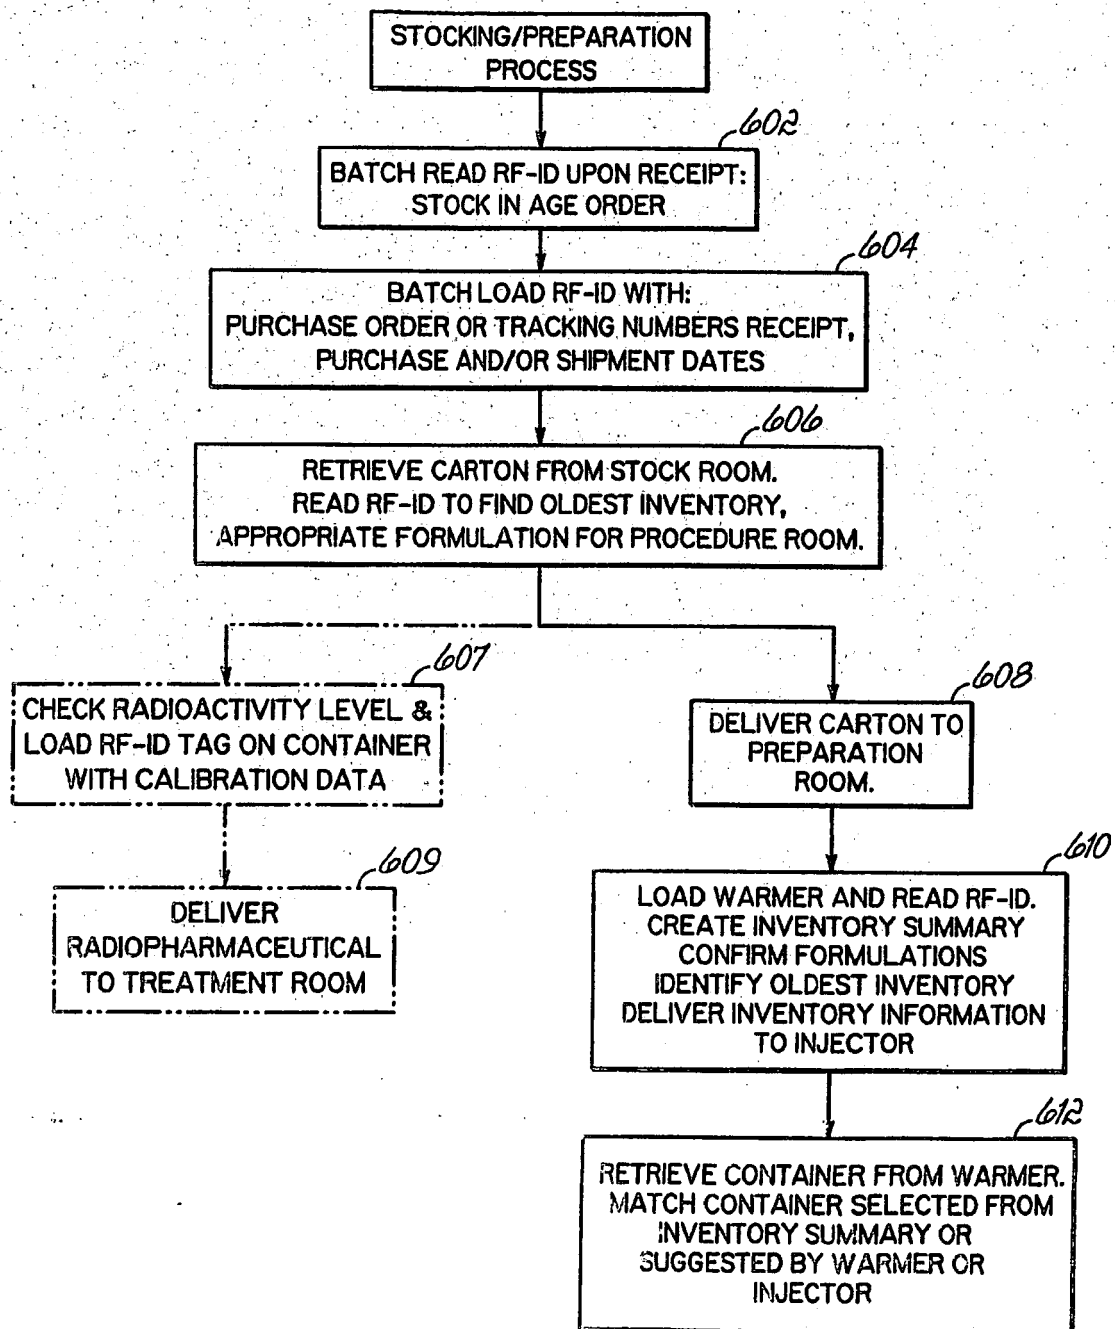 STOCKING/PREPARATION
PROCESS
602
BATCH READ RF-ID UPON RECEIPT:
STOCK IN AGE ORDER
604
BATCH LOAD RF-ID WITH:
PURCHASE ORDER OR TRACKING NUMBERS RECEIPT,
PURCHASE AND/OR SHIPMENT DATES
606
RETRIEVE CARTON FROM STOCK ROOM.
READ RF-ID TO FIND OLDEST INVENTORY,
APPROPRIATE FORMULATION FOR PROCEDURE ROOM.
607
CHECK RADIOACTIVITY LEVEL &
LOAD RF-ID TAG ON CONTAINER
WITH CALIBRATION DATA
609
DELIVER
RADIOPHARMACEUTICAL
TO TREATMENT ROOM
608
DELIVER CARTON TO
PREPARATION
ROOM.
610
LOAD WARMER AND READ RF-ID.
CREATE INVENTORY SUMMARY
CONFIRM FORMULATIONS
IDENTIFY OLDEST INVENTORY
DELIVER INVENTORY INFORMATION
TO INJECTOR
612
RETRIEVE CONTAINER FROM WARMER.
MATCH CONTAINER SELECTED FROM
INVENTORY SUMMARY OR
SUGGESTED BY WARMER OR
INJECTOR